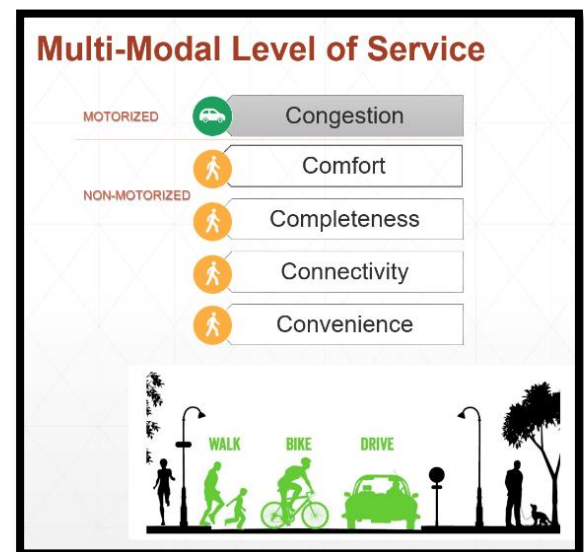 Multi-Modal Level of Service
MOTORIZED
Congestion
Comfort
NON-MOTORIZED
Completeness
Connectivity
Convenience
WALK BIKE DRIVE